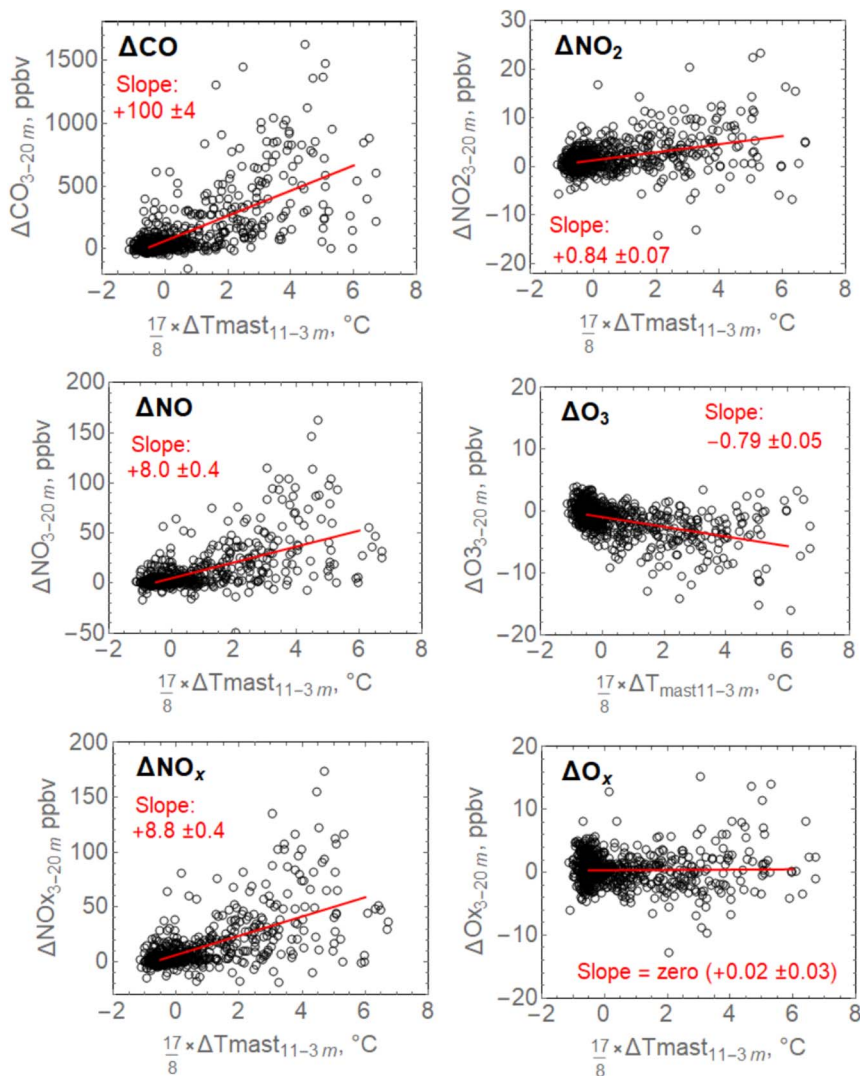 ΔCO
Slope:
+100 ±4
ΔCO3−20 m, ppbv
1500
1000
500
0
−2 0 2 4 6 8
17/8 × ΔTmast11−3 m, °C
ΔNO2
Slope:
+0.84 ±0.07
ΔNO23−20 m, ppbv
30
20
10
0
−10
−20
−2 0 2 4 6 8
17/8 × ΔTmast11−3 m, °C
ΔNO
Slope:
+8.0 ±0.4
ΔNO3−20 m, ppbv
200
150
100
50
0
−50
−2 0 2 4 6 8
17/8 × ΔTmast11−3 m, °C
ΔO3
Slope:
−0.79 ±0.05
ΔO33−20 m, ppbv
20
10
0
−10
−20
−2 0 2 4 6 8
17/8 × ΔTmast11−3 m, °C
ΔNOx
Slope:
+8.8 ±0.4
ΔNOx3−20 m ppbv
200
150
100
50
0
−2 0 2 4 6 8
17/8 × ΔTmast11−3 m, °C
ΔOx
Slope = zero (+0.02 ±0.03)
ΔOx3−20 m, ppbv
20
10
0
−10
−20
−2 0 2 4 6 8
17/8 × ΔTmast11−3 m, °C